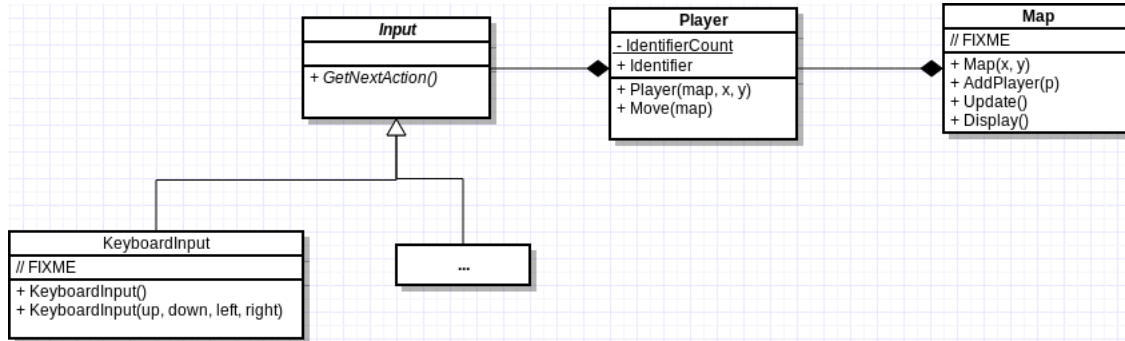 Input
+ GetNextAction()
Player
- IdentifierCount
+ Identifier
+ Player(map, x, y)
+ Move(map)
Map
// FIXME
+ Map(x, y)
+ AddPlayer(p)
+ Update()
+ Display()
KeyboardInput
// FIXME
+ KeyboardInput()
+ KeyboardInput(up, down, left, right)
...